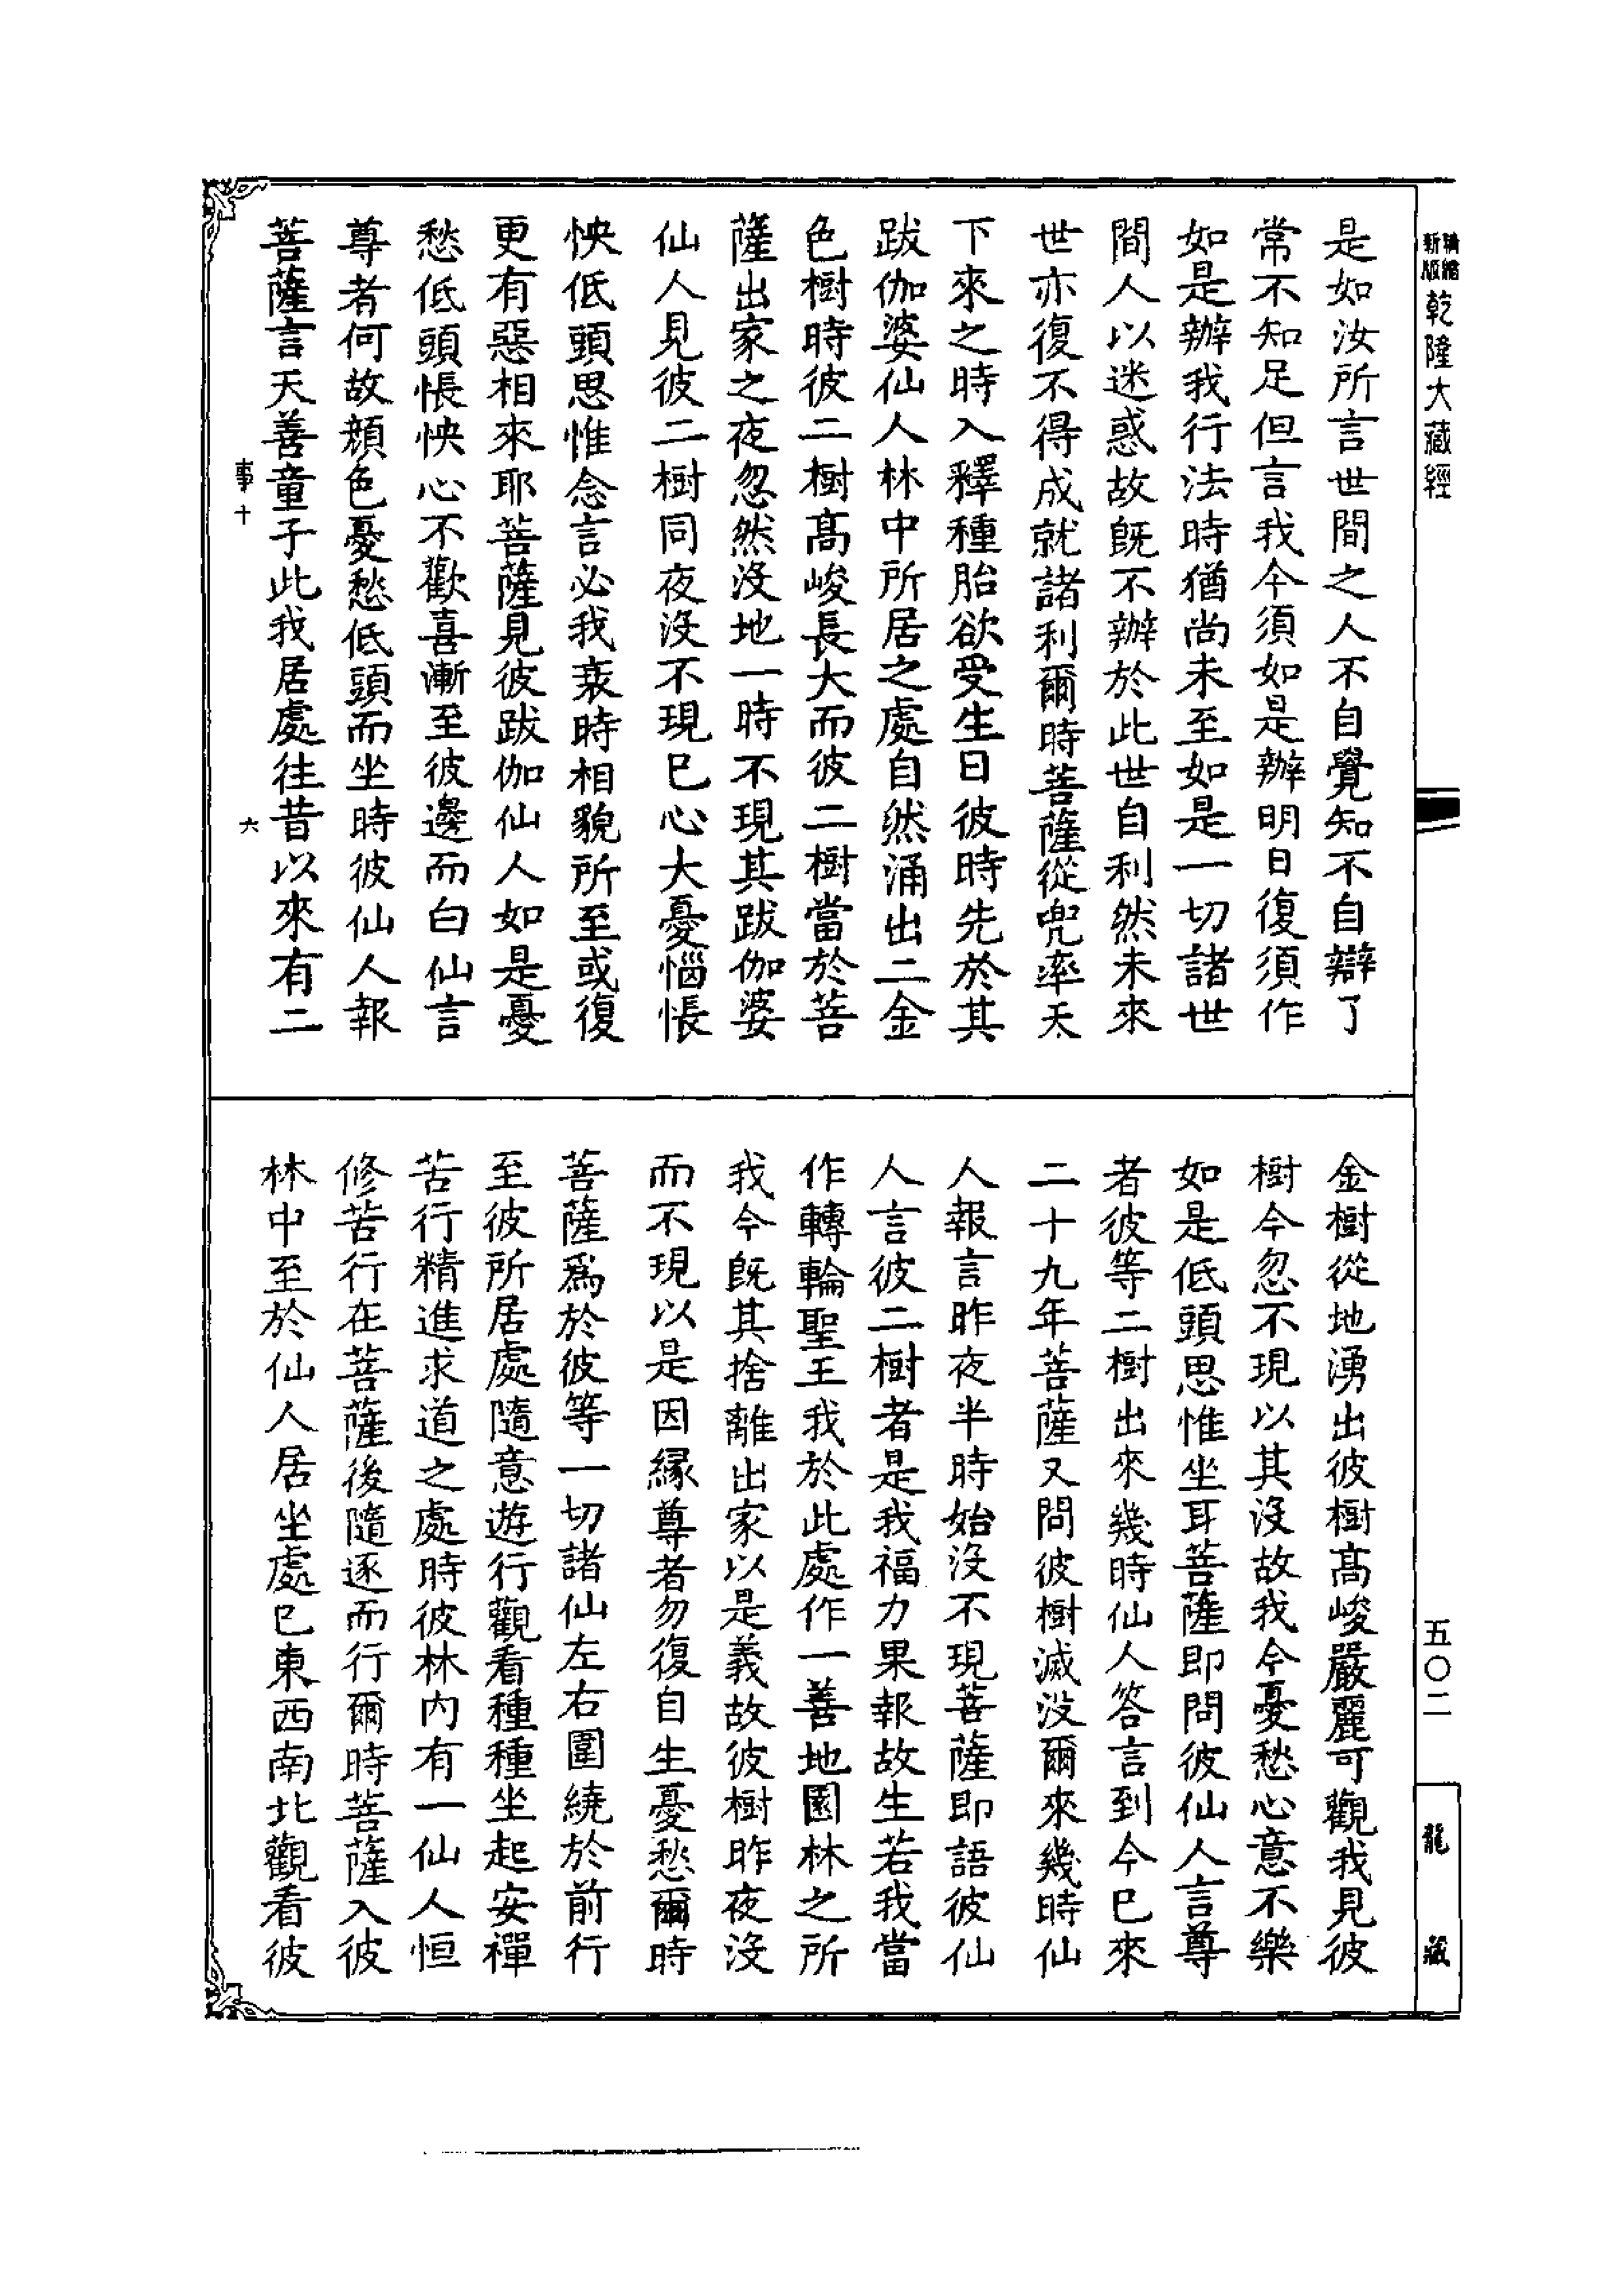 新版
精縮
乾隆大藏經
五〇二
龍藏
是如汝所言世間之人不自覺知不自辯了
常不知足但言我今須如是辦明日復須作
如是辦我行法時猶尚未至如是一切諸世
間人以迷惑故旣不辦於此世自利然未來
世亦復不得成就諸利爾時菩薩從兜率天
下來之時入釋種胎欲受生日彼時先於其
跋伽婆仙人林中所居之處自然涌出二金
色樹時彼二樹髙峻長大而彼二樹當於菩
薩出家之夜忽然沒地一時不現其跋伽婆
仙人見彼二樹同夜沒不現巳心大憂惱悵
怏低頭思惟念言必我衰時相貌所至或復
更有惡相來耶菩薩見彼跋伽仙人如是憂
愁低頭悵怏心不歡喜漸至彼邊而白仙言
尊者何故顔色憂愁低頭而坐時彼仙人報
菩薩言天善童子此我居處往昔以來有二
事十
六
金樹從地湧出彼樹髙峻嚴麗可觀我見彼
樹今忽不現以其沒故我今憂愁心意不樂
如是低頭思惟坐耳菩薩即問彼仙人言尊
者彼等二樹出來幾時仙人答言到今巳來
二十九年菩薩又問彼樹滅沒爾來幾時仙
人報言昨夜半時始沒不現菩薩即語彼仙
人言彼二樹者是我福力果報故生若我當
作轉輪聖王我於此處作一善地園林之所
我今旣其捨離出家以是義故彼樹昨夜沒
而不現以是因緣尊者勿復自生憂愁爾時
菩薩爲於彼等一切諸仙左右圍繞於前行
至彼所居處隨意遊行觀看種種坐起安禪
苦行精進求道之處時彼林内有一仙人恒
修苦行在菩薩後隨逐而行爾時菩薩入彼
林中至於仙人居坐處巳東西南北觀看彼